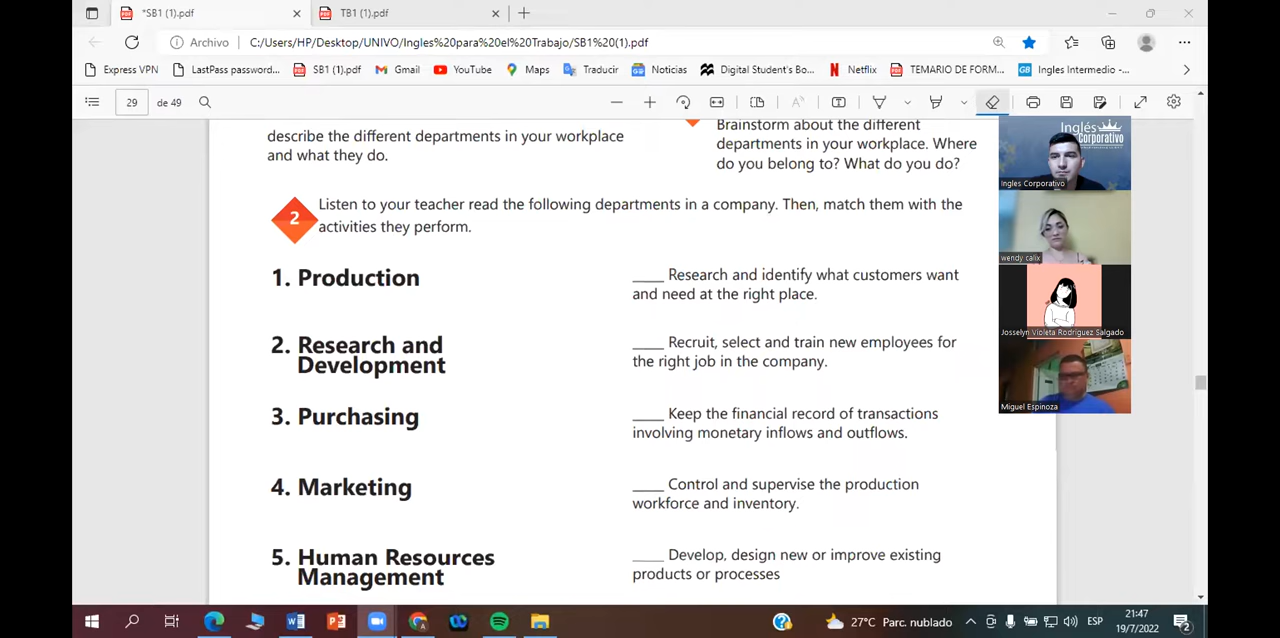 *SB1 (1).pdf
TB1 (1).pdf
Archivo
C:/Users/HP/Desktop/UNIVO/Ingles%20para%20el%20Trabajo/SB1%20(1).pdf
Express VPN
LastPass password...
SB1 (1).pdf
Gmail
YouTube
Maps
Traducir
Noticias
Digital Student's Bo...
Netflix
TEMARIO DE FORM...
Ingles Intermedio -...
29
de 49
describe the different departments in your workplace
and what they do.
Brainstorm about the different
departments in your workplace. Where
do you belong to? What do you do?
2
Listen to your teacher read the following departments in a company. Then, match them with the
activities they perform.
1. Production
____ Research and identify what customers want
and need at the right place.
2. Research and
Development
____ Recruit, select and train new employees for
the right job in the company.
3. Purchasing
____ Keep the financial record of transactions
involving monetary inflows and outflows.
4. Marketing
____ Control and supervise the production
workforce and inventory.
5. Human Resources
Management
____ Develop, design new or improve existing
products or processes
Inglés
Corporativo
Ingles Corporativo
wendy calix
Josselyn Violeta Rodriguez Salgado
Miguel Espinoza
27°C Parc. nublado
ESP
21:47
19/7/2022
2